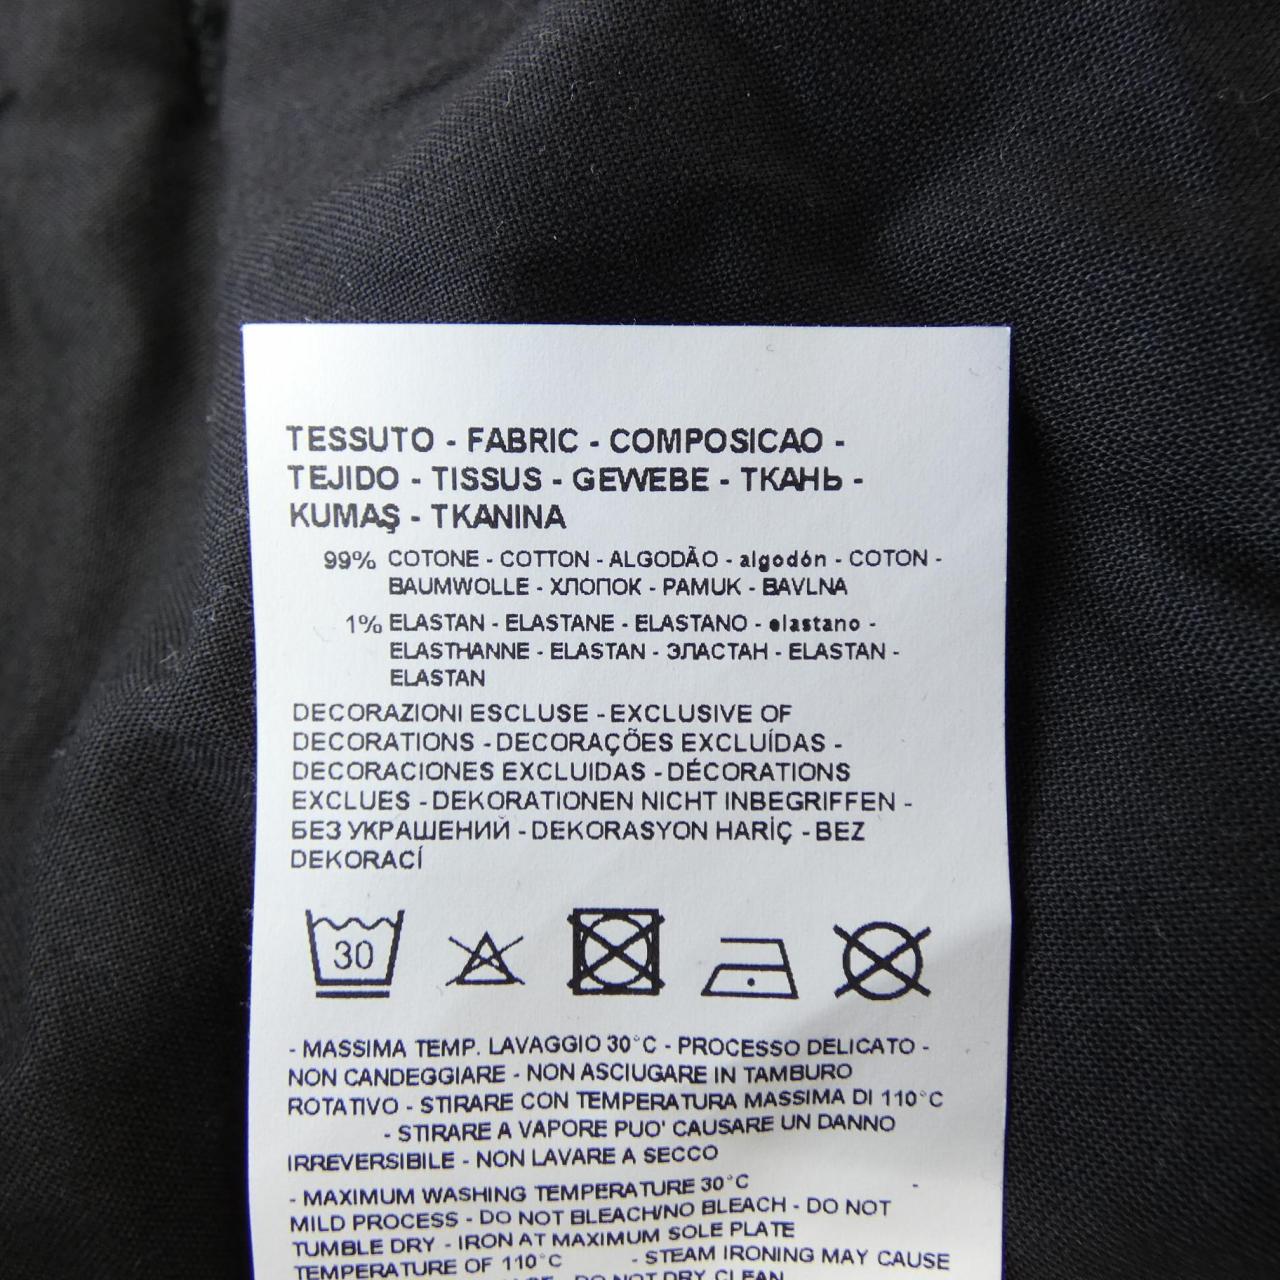 TESSUTO - FABRIC - COMPOSICAO -
TEJIDO - TISSUS - GEWEBE - ТКАНЬ -
KUMAŞ - TKANINA
99% COTONE - COTTON - ALGODÃO - algodón - COTON -
BAUMWOLLE - ХЛОПОК - PAMUK - BAVLNA
1% ELASTAN - ELASTANE - ELASTANO - elastano -
ELASTHANNE - ELASTAN - ЭЛАСТАН - ELASTAN -
ELASTAN
DECORAZIONI ESCLUSE - EXCLUSIVE OF
DECORATIONS - DECORAÇÕES EXCLUÍDAS -
DECORACIONES EXCLUIDAS - DÉCORATIONS
EXCLUES - DEKORATIONEN NICHT INBEGRIFFEN -
БЕЗ УКРАШЕНИЙ - DEKORASYON HARİÇ - BEZ
DEKORACÍ
30
- MASSIMA TEMP. LAVAGGIO 30°C - PROCESSO DELICATO -
NON CANDEGGIARE - NON ASCIUGARE IN TAMBURO
ROTATIVO - STIRARE CON TEMPERATURA MASSIMA DI 110°C
- STIRARE A VAPORE PUO' CAUSARE UN DANNO
IRREVERSIBILE - NON LAVARE A SECCO
- MAXIMUM WASHING TEMPERATURE 30°C -
MILD PROCESS - DO NOT BLEACH/NO BLEACH - DO NOT
TUMBLE DRY - IRON AT MAXIMUM SOLE PLATE
TEMPERATURE OF 110°C - STEAM IRONING MAY CAUSE
- DO NOT DRY CLEAN